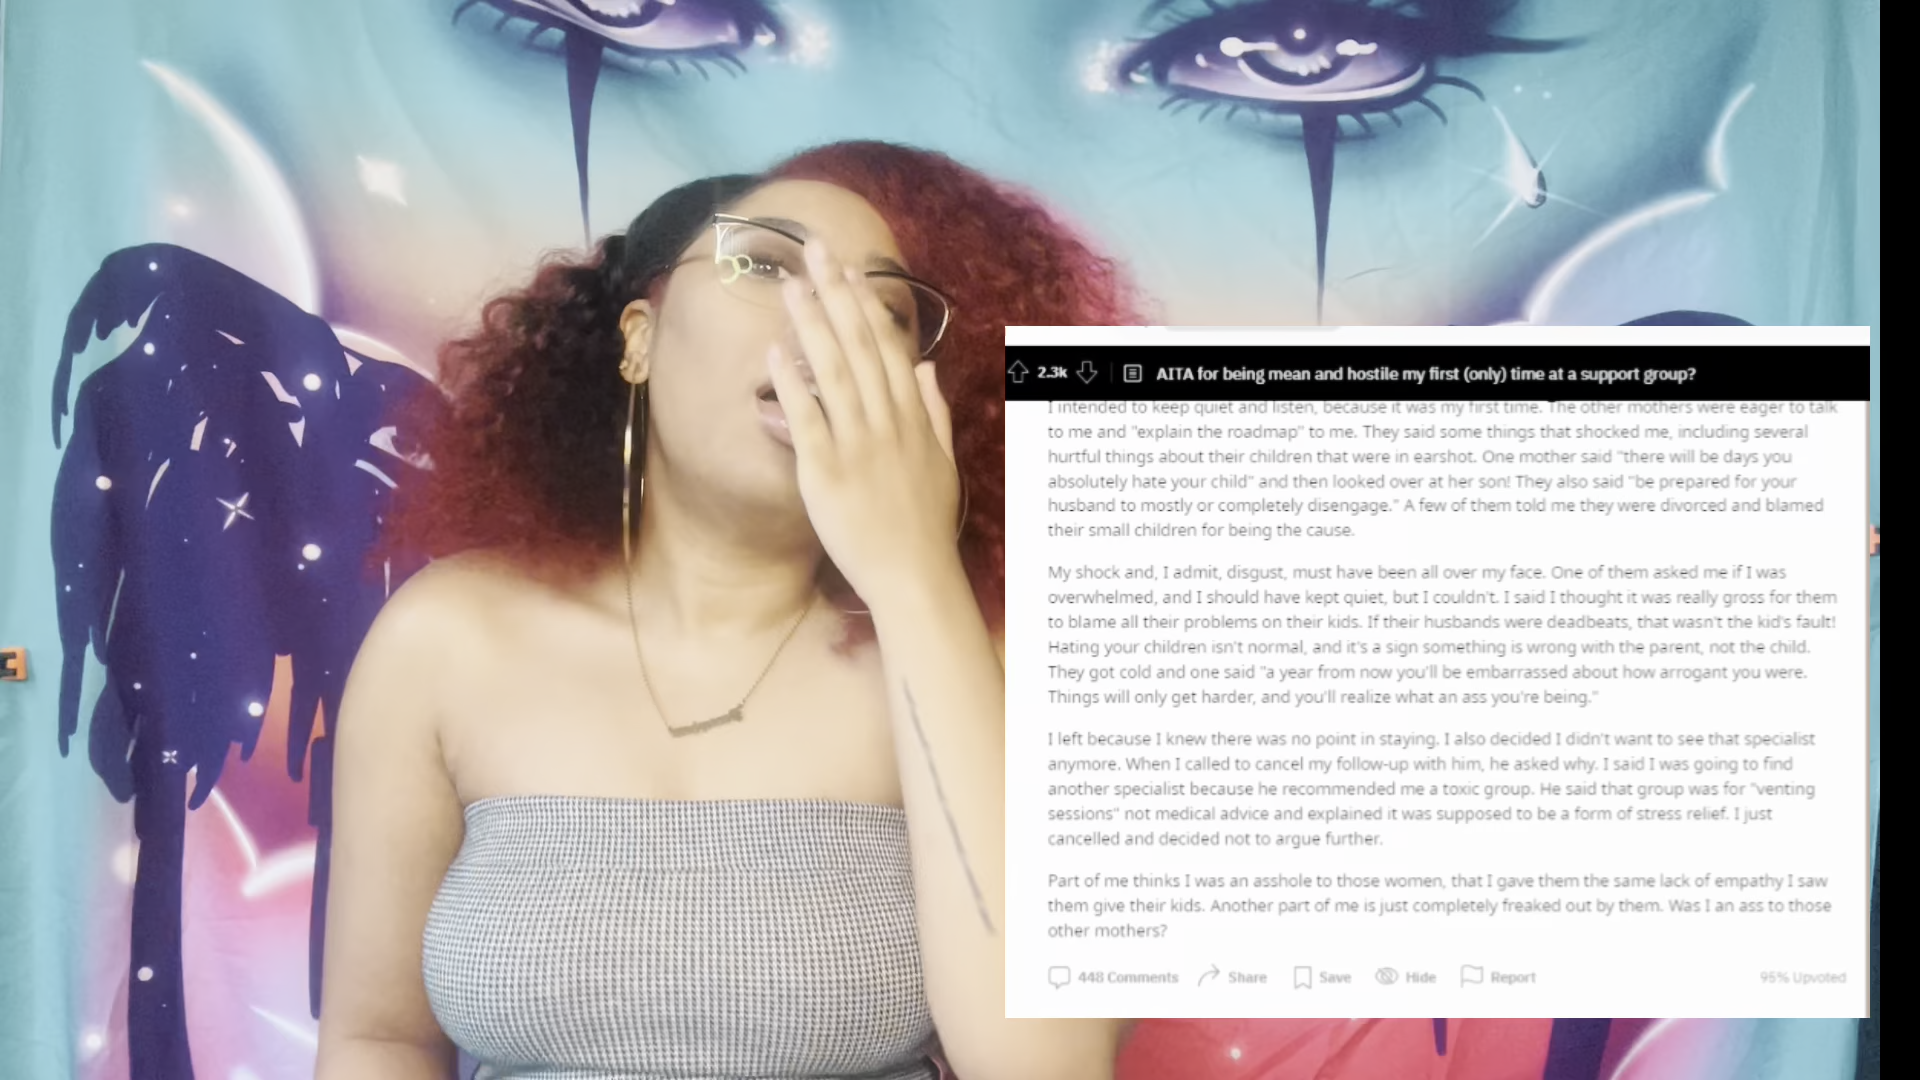 2.3k AITA for being mean and hostile my first (only) time at a support group?
I intended to keep quiet and listen, because it was my first time. The other mothers were eager to talk
to me and "explain the roadmap" to me. They said some things that shocked me, including several
hurtful things about their children that were in earshot. One mother said "there will be days you
absolutely hate your child" and then looked over at her son! They also said "be prepared for your
husband to mostly or completely disengage." A few of them told me they were divorced and blamed
their small children for being the cause.
My shock and, I admit, disgust, must have been all over my face. One of them asked me if I was
overwhelmed, and I should have kept quiet, but I couldn't. I said I thought it was really gross for them
to blame all their problems on their kids. If their husbands were deadbeats, that wasn't the kid's fault!
Hating your children isn't normal, and it's a sign something is wrong with the parent, not the child.
They got cold and one said "a year from now you'll be embarrassed about how arrogant you were.
Things will only get harder, and you'll realize what an ass you're being."
I left because I knew there was no point in staying. I also decided I didn't want to see that specialist
anymore. When I called to cancel my follow-up with him, he asked why. I said I was going to find
another specialist because he recommended me a toxic group. He said that group was for "venting
sessions" not medical advice and explained it was supposed to be a form of stress relief. I just
cancelled and decided not to argue further.
Part of me thinks I was an asshole to those women, that I gave them the same lack of empathy I saw
them give their kids. Another part of me is just completely freaked out by them. Was I an ass to those
other mothers?
448 Comments Share Save Hide Report 95% Upvoted